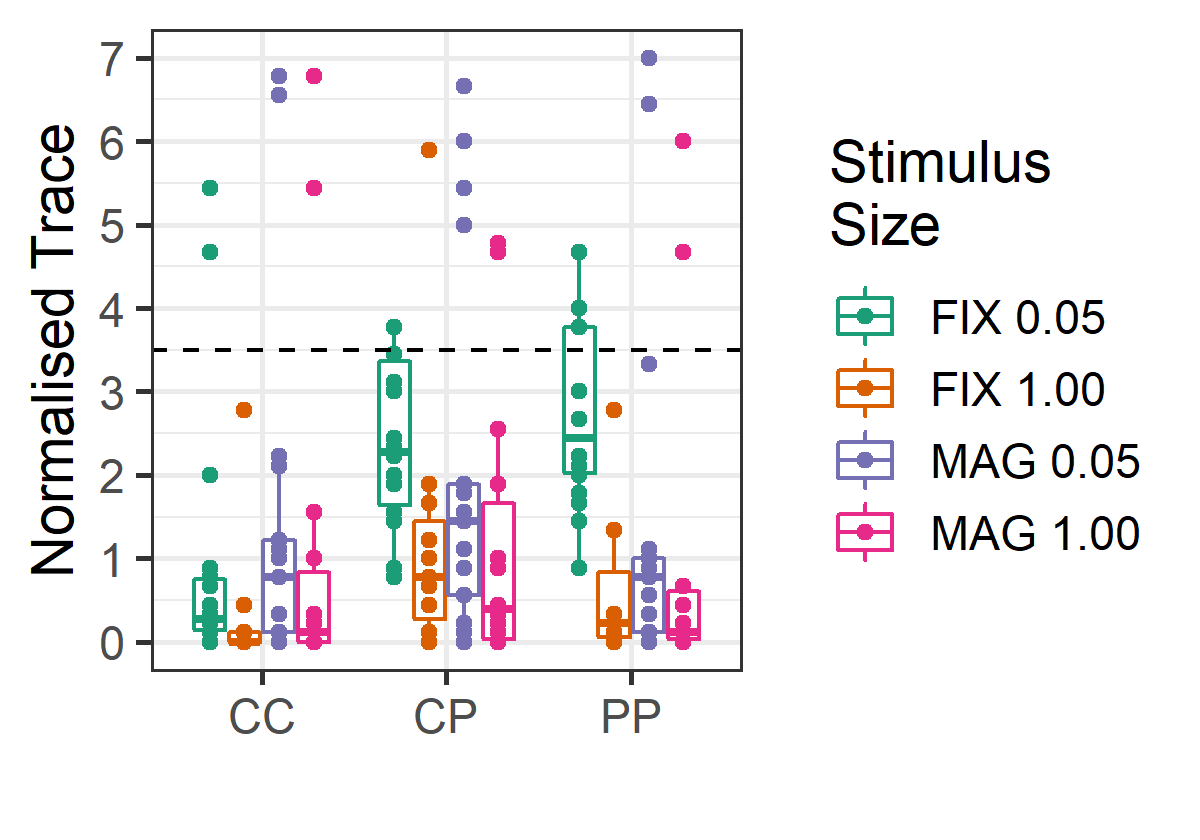 Normalised Trace
7
6
5
4
3
2
1
0
CC CP PP
Stimulus
Size
FIX 0.05
FIX 1.00
MAG 0.05
MAG 1.00